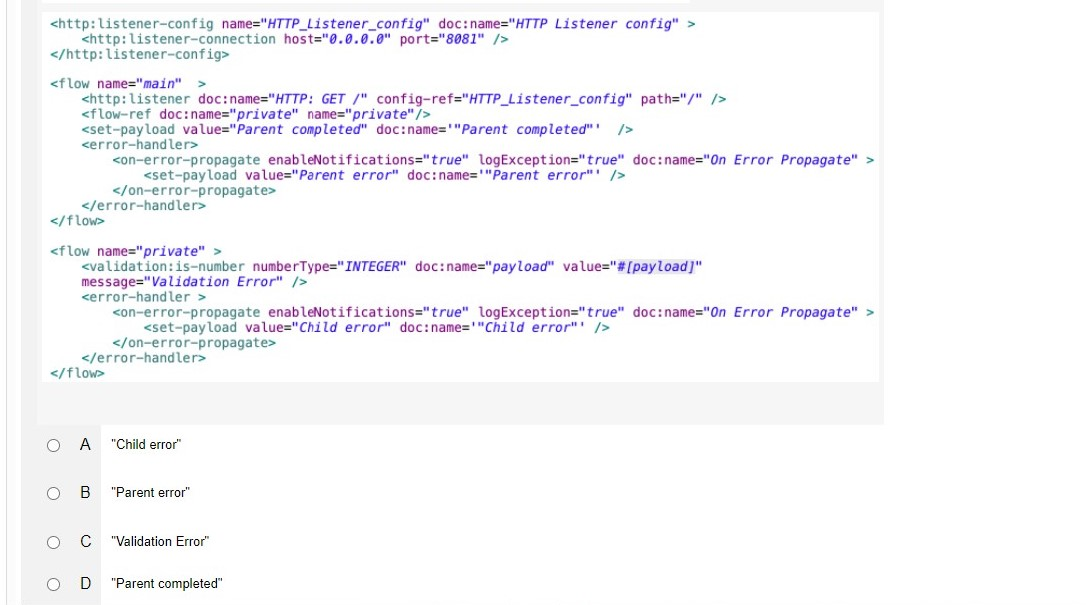 <http:listener-config name="HTTP_Listener_config" doc:name="HTTP Listener config" >
<http:listener-connection host="0.0.0.0" port="8081" />
</http:listener-config>
<flow name="main" >
<http:listener doc:name="HTTP: GET /" config-ref="HTTP_Listener_config" path="/" />
<flow-ref doc:name="private" name="private"/>
<set-payload value="Parent completed" doc:name='"Parent completed"' />
<error-handler>
<on-error-propagate enableNotifications="true" logException="true" doc:name="On Error Propagate" >
<set-payload value="Parent error" doc:name='"Parent error"' />
</on-error-propagate>
</error-handler>
</flow>
<flow name="private" >
<validation:is-number numberType="INTEGER" doc:name="payload" value="#[payload]"
message="Validation Error" />
<error-handler >
<on-error-propagate enableNotifications="true" logException="true" doc:name="On Error Propagate" >
<set-payload value="Child error" doc:name='"Child error"' />
</on-error-propagate>
</error-handler>
</flow>
A "Child error"
B "Parent error"
C "Validation Error"
D "Parent completed"